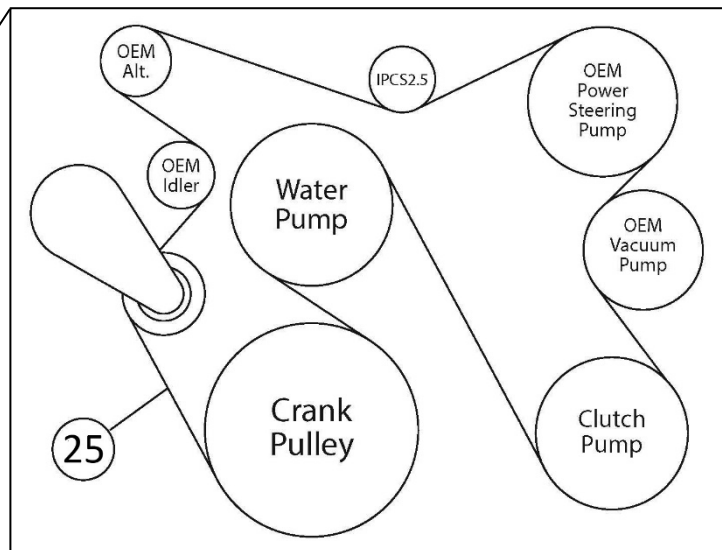 OEM
Alt.
IPCS2.5
OEM
Power
Steering
Pump
OEM
Idler
Water
Pump
OEM
Vacuum
Pump
Crank
Pulley
Clutch
Pump
25